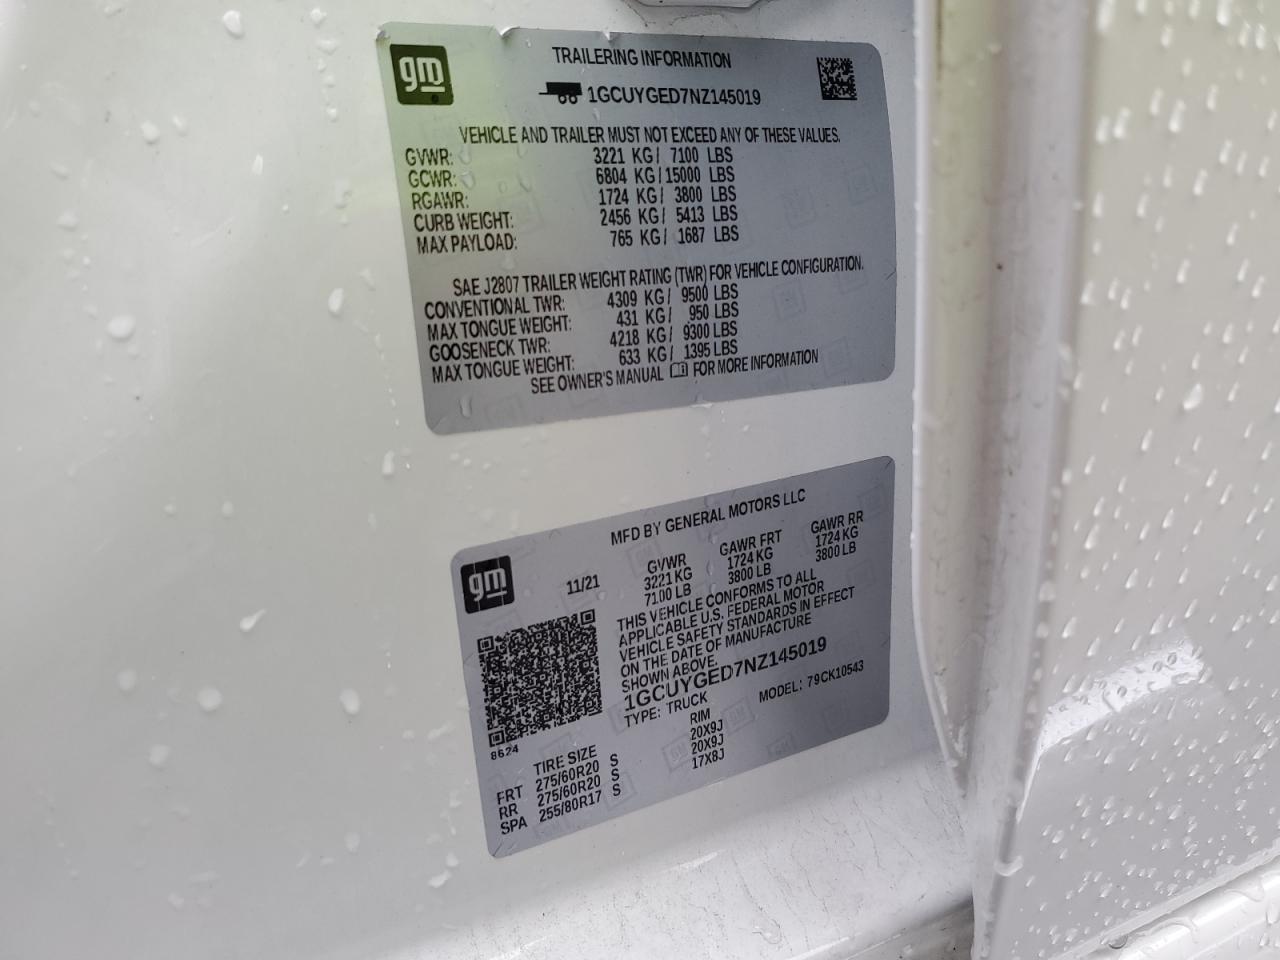 gm
TRAILERING INFORMATION
1GCUYGED7NZ145019
VEHICLE AND TRAILER MUST NOT EXCEED ANY OF THESE VALUES.
GVWR: 3221 KG/ 7100 LBS
GCWR: 6804 KG/15000 LBS
RGAWR: 1724 KG/ 3800 LBS
CURB WEIGHT: 2456 KG/ 5413 LBS
MAX PAYLOAD: 765 KG/ 1687 LBS
SAE J2807 TRAILER WEIGHT RATING (TWR) FOR VEHICLE CONFIGURATION.
CONVENTIONAL TWR: 4309 KG/ 9500 LBS
MAX TONGUE WEIGHT: 431 KG/ 950 LBS
GOOSENECK TWR: 4218 KG/ 9300 LBS
MAX TONGUE WEIGHT: 633 KG/ 1395 LBS
SEE OWNER'S MANUAL FOR MORE INFORMATION
MFD BY GENERAL MOTORS LLC
gm
11/21
GVWR GAWR FRT GAWR RR
3221 KG 1724 KG 1724 KG
7100 LB 3800 LB 3800 LB
THIS VEHICLE CONFORMS TO ALL
APPLICABLE U.S. FEDERAL MOTOR
VEHICLE SAFETY STANDARDS IN EFFECT
ON THE DATE OF MANUFACTURE
SHOWN ABOVE.
1GCUYGED7NZ145019
TYPE: TRUCK MODEL: 79CK10543
8624
TIRE SIZE RIM
FRT 275/60R20 S 20X9J
RR 275/60R20 S 20X9J
SPA 255/80R17 S 17X8J